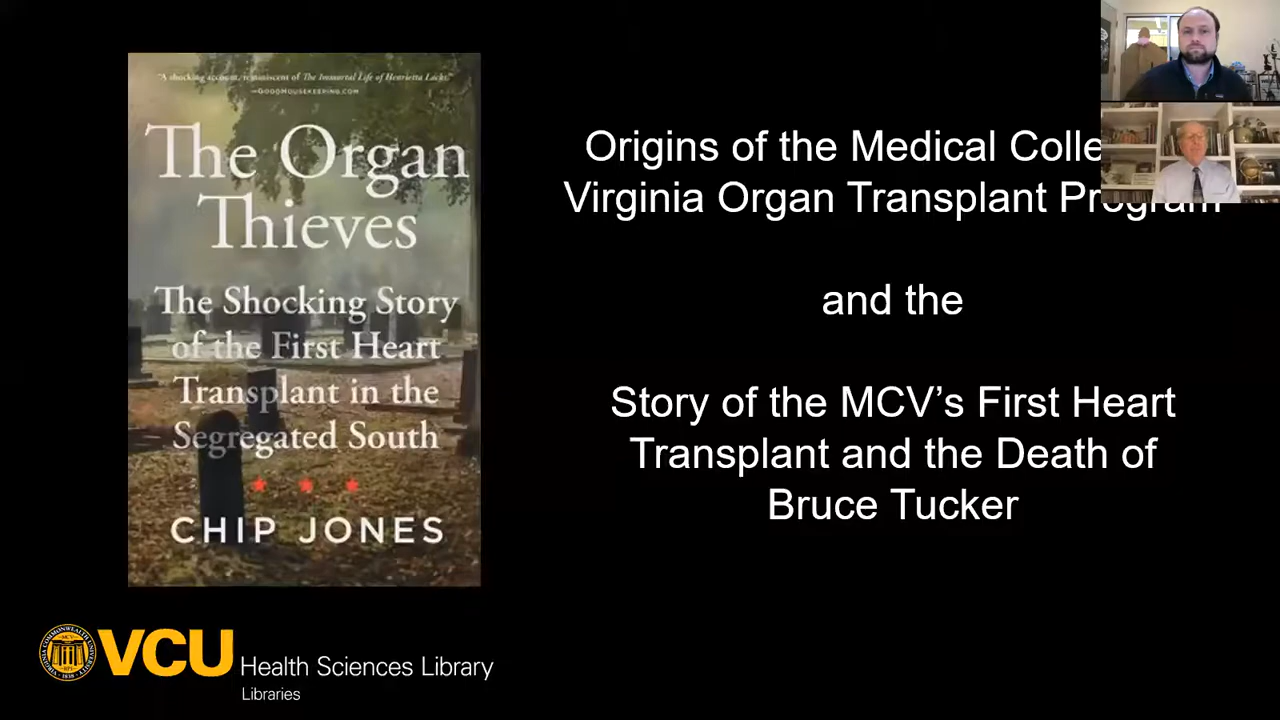 "A shocking account, reminiscent of The Immortal Life of Henrietta Lacks."
—GOODHOUSEKEEPING.COM
The Organ
Thieves
The Shocking Story
of the First Heart
Transplant in the
Segregated South
CHIP JONES
Origins of the Medical Colle
Virginia Organ Transplant Program
and the
Story of the MCV’s First Heart
Transplant and the Death of
Bruce Tucker
VCU Health Sciences Library
Libraries